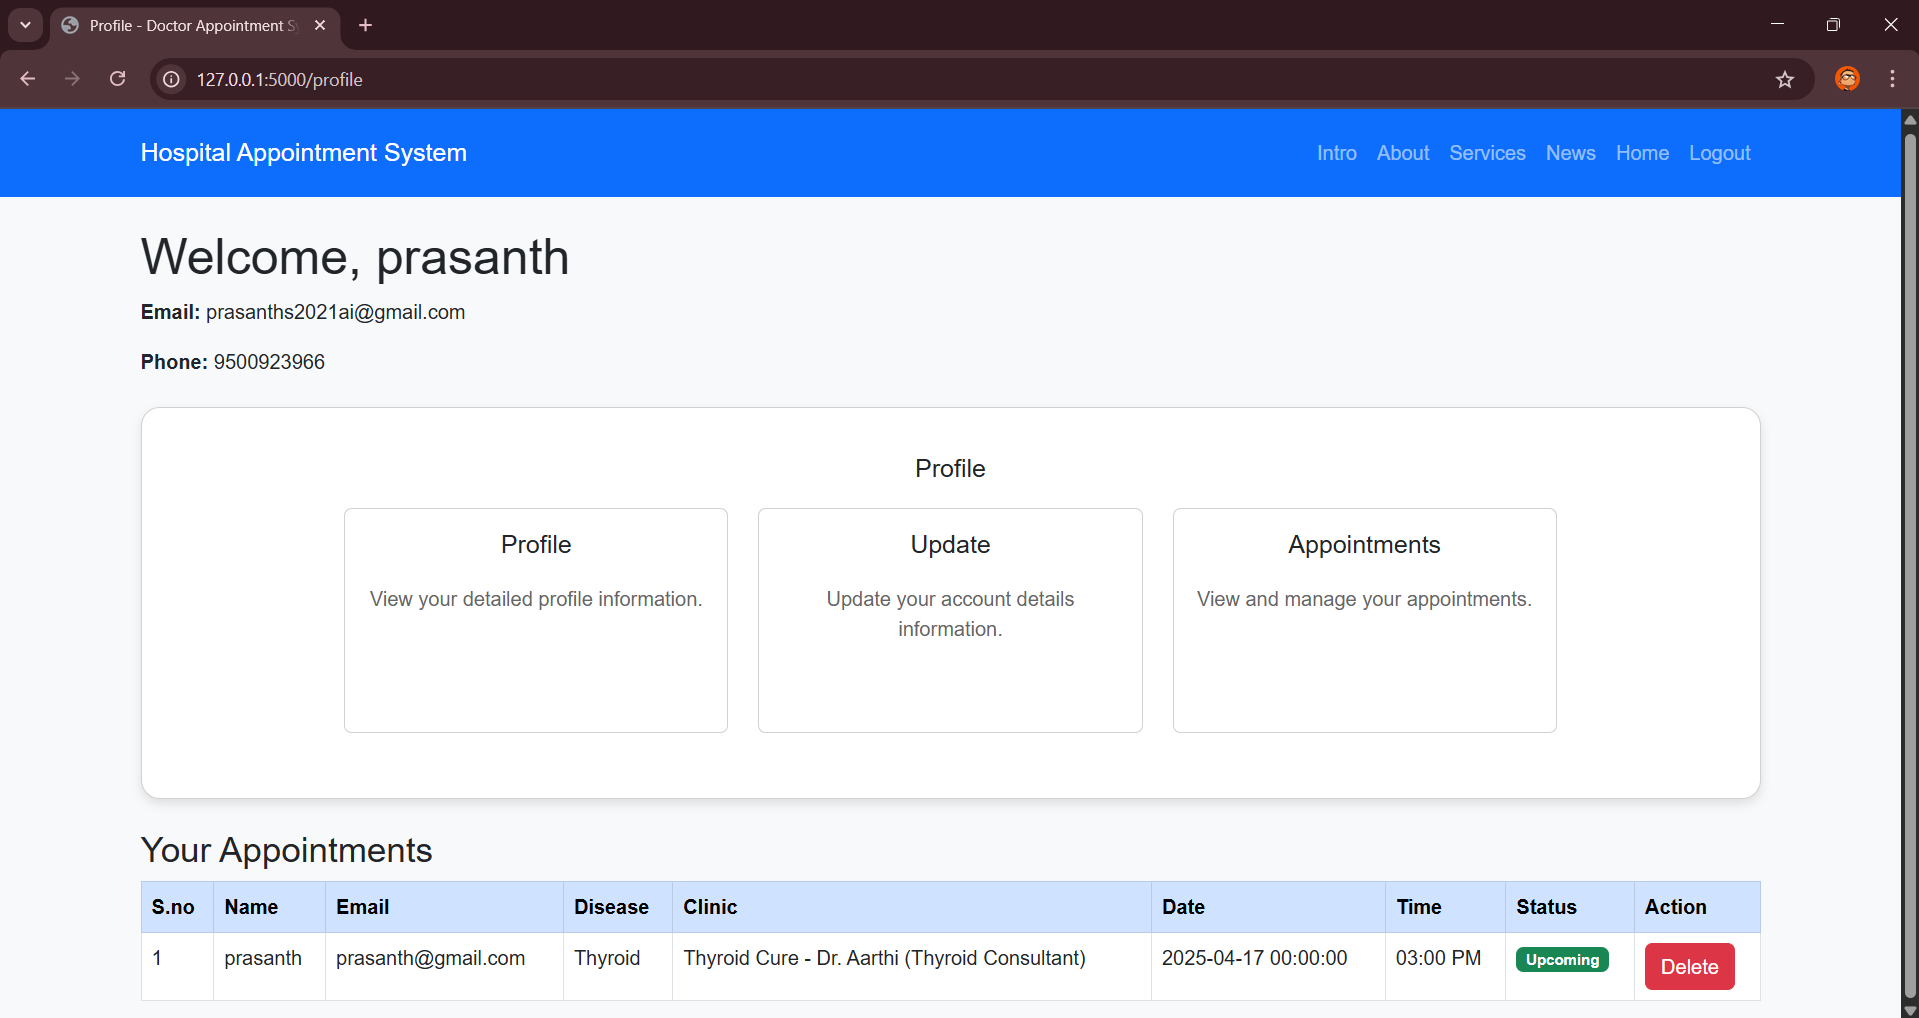 Profile - Doctor Appointment S
127.0.0.1:5000/profile
Hospital Appointment System
Intro About Services News Home Logout
Welcome, prasanth
Email: prasanths2021ai@gmail.com
Phone: 9500923966
Profile
Profile
View your detailed profile information.
Update
Update your account details
information.
Appointments
View and manage your appointments.
Your Appointments
S.no Name Email Disease Clinic Date Time Status Action
1 prasanth prasanth@gmail.com Thyroid Thyroid Cure - Dr. Aarthi (Thyroid Consultant) 2025-04-17 00:00:00 03:00 PM Upcoming Delete